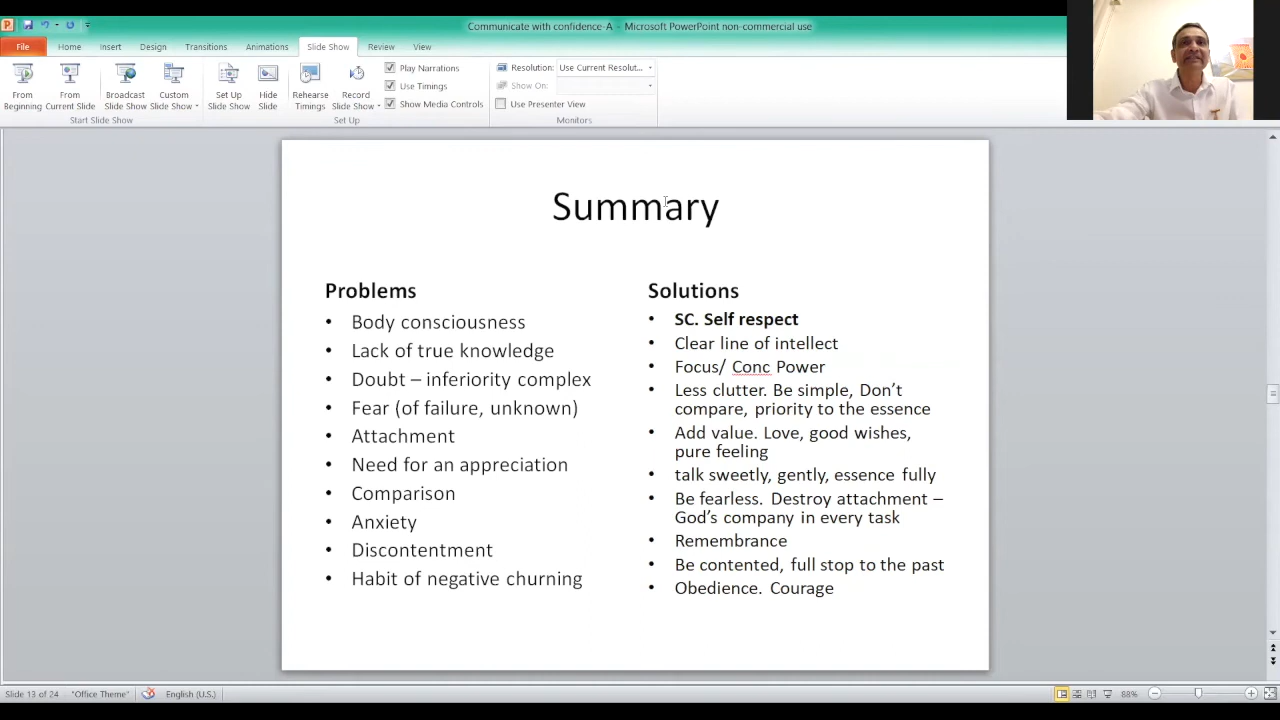 Communicate with confidence-A - Microsoft PowerPoint non-commercial use
File Home Insert Design Transitions Animations Slide Show Review View
From Beginning
From Current Slide
Broadcast Slide Show
Custom Slide Show
Start Slide Show
Set Up Slide Show
Hide Slide
Rehearse Timings
Record Slide Show
Play Narrations
Use Timings
Show Media Controls
Set Up
Resolution: Use Current Resolut...
Show On:
Use Presenter View
Monitors
Summary
Problems
• Body consciousness
• Lack of true knowledge
• Doubt – inferiority complex
• Fear (of failure, unknown)
• Attachment
• Need for an appreciation
• Comparison
• Anxiety
• Discontentment
• Habit of negative churning
Solutions
• SC. Self respect
• Clear line of intellect
• Focus/ Conc Power
• Less clutter. Be simple, Don't
compare, priority to the essence
• Add value. Love, good wishes,
pure feeling
• talk sweetly, gently, essence fully
• Be fearless. Destroy attachment –
God's company in every task
• Remembrance
• Be contented, full stop to the past
• Obedience. Courage
Slide 13 of 24 "Office Theme" English (U.S.) 88%